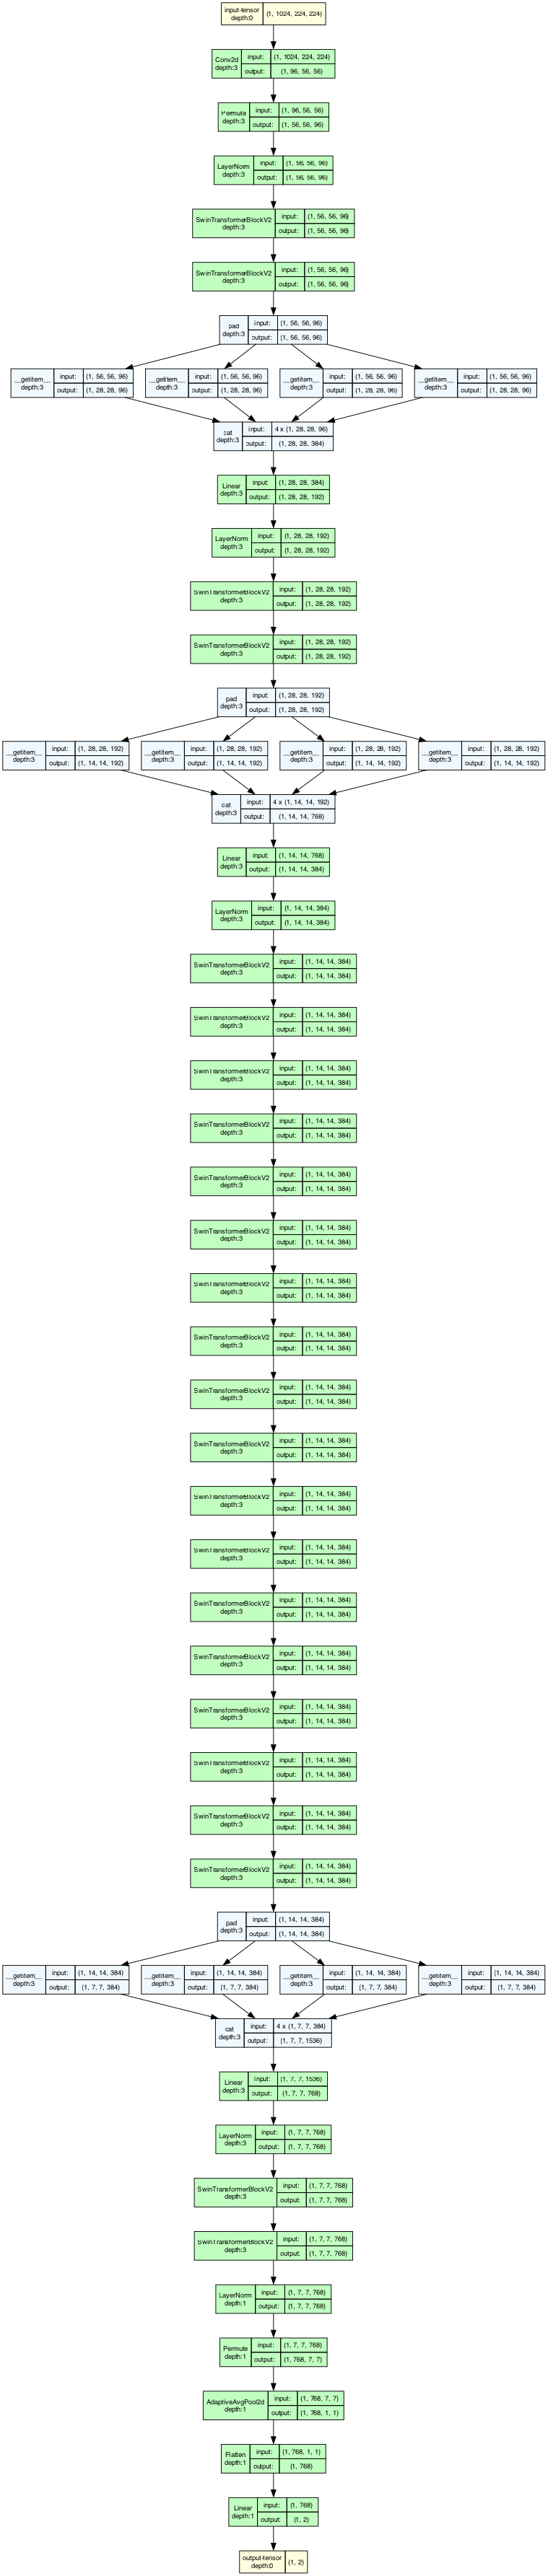 input-tensor
depth:0
(1, 1024, 224, 224)
Conv2d
depth:3
input:
(1, 1024, 224, 224)
output:
(1, 96, 56, 56)
Permute
depth:3
input:
(1, 96, 56, 56)
output:
(1, 56, 56, 96)
LayerNorm
depth:3
input:
(1, 56, 56, 96)
output:
(1, 56, 56, 96)
SwinTransformerBlockV2
depth:3
input:
(1, 56, 56, 96)
output:
(1, 56, 56, 96)
SwinTransformerBlockV2
depth:3
input:
(1, 56, 56, 96)
output:
(1, 56, 56, 96)
pad
depth:3
input:
(1, 56, 56, 96)
output:
(1, 56, 56, 96)
__getitem__
depth:3
input:
(1, 56, 56, 96)
output:
(1, 28, 28, 96)
__getitem__
depth:3
input:
(1, 56, 56, 96)
output:
(1, 28, 28, 96)
__getitem__
depth:3
input:
(1, 56, 56, 96)
output:
(1, 28, 28, 96)
__getitem__
depth:3
input:
(1, 56, 56, 96)
output:
(1, 28, 28, 96)
cat
depth:3
input:
4 x (1, 28, 28, 96)
output:
(1, 28, 28, 384)
Linear
depth:3
input:
(1, 28, 28, 384)
output:
(1, 28, 28, 192)
LayerNorm
depth:3
input:
(1, 28, 28, 192)
output:
(1, 28, 28, 192)
SwinTransformerBlockV2
depth:3
input:
(1, 28, 28, 192)
output:
(1, 28, 28, 192)
SwinTransformerBlockV2
depth:3
input:
(1, 28, 28, 192)
output:
(1, 28, 28, 192)
pad
depth:3
input:
(1, 28, 28, 192)
output:
(1, 28, 28, 192)
__getitem__
depth:3
input:
(1, 28, 28, 192)
output:
(1, 14, 14, 192)
__getitem__
depth:3
input:
(1, 28, 28, 192)
output:
(1, 14, 14, 192)
__getitem__
depth:3
input:
(1, 28, 28, 192)
output:
(1, 14, 14, 192)
__getitem__
depth:3
input:
(1, 28, 28, 192)
output:
(1, 14, 14, 192)
cat
depth:3
input:
4 x (1, 14, 14, 192)
output:
(1, 14, 14, 768)
Linear
depth:3
input:
(1, 14, 14, 768)
output:
(1, 14, 14, 384)
LayerNorm
depth:3
input:
(1, 14, 14, 384)
output:
(1, 14, 14, 384)
SwinTransformerBlockV2
depth:3
input:
(1, 14, 14, 384)
output:
(1, 14, 14, 384)
SwinTransformerBlockV2
depth:3
input:
(1, 14, 14, 384)
output:
(1, 14, 14, 384)
SwinTransformerBlockV2
depth:3
input:
(1, 14, 14, 384)
output:
(1, 14, 14, 384)
SwinTransformerBlockV2
depth:3
input:
(1, 14, 14, 384)
output:
(1, 14, 14, 384)
SwinTransformerBlockV2
depth:3
input:
(1, 14, 14, 384)
output:
(1, 14, 14, 384)
SwinTransformerBlockV2
depth:3
input:
(1, 14, 14, 384)
output:
(1, 14, 14, 384)
SwinTransformerBlockV2
depth:3
input:
(1, 14, 14, 384)
output:
(1, 14, 14, 384)
SwinTransformerBlockV2
depth:3
input:
(1, 14, 14, 384)
output:
(1, 14, 14, 384)
SwinTransformerBlockV2
depth:3
input:
(1, 14, 14, 384)
output:
(1, 14, 14, 384)
SwinTransformerBlockV2
depth:3
input:
(1, 14, 14, 384)
output:
(1, 14, 14, 384)
SwinTransformerBlockV2
depth:3
input:
(1, 14, 14, 384)
output:
(1, 14, 14, 384)
SwinTransformerBlockV2
depth:3
input:
(1, 14, 14, 384)
output:
(1, 14, 14, 384)
SwinTransformerBlockV2
depth:3
input:
(1, 14, 14, 384)
output:
(1, 14, 14, 384)
SwinTransformerBlockV2
depth:3
input:
(1, 14, 14, 384)
output:
(1, 14, 14, 384)
SwinTransformerBlockV2
depth:3
input:
(1, 14, 14, 384)
output:
(1, 14, 14, 384)
SwinTransformerBlockV2
depth:3
input:
(1, 14, 14, 384)
output:
(1, 14, 14, 384)
SwinTransformerBlockV2
depth:3
input:
(1, 14, 14, 384)
output:
(1, 14, 14, 384)
SwinTransformerBlockV2
depth:3
input:
(1, 14, 14, 384)
output:
(1, 14, 14, 384)
pad
depth:3
input:
(1, 14, 14, 384)
output:
(1, 14, 14, 384)
__getitem__
depth:3
input:
(1, 14, 14, 384)
output:
(1, 7, 7, 384)
__getitem__
depth:3
input:
(1, 14, 14, 384)
output:
(1, 7, 7, 384)
__getitem__
depth:3
input:
(1, 14, 14, 384)
output:
(1, 7, 7, 384)
__getitem__
depth:3
input:
(1, 14, 14, 384)
output:
(1, 7, 7, 384)
cat
depth:3
input:
4 x (1, 7, 7, 384)
output:
(1, 7, 7, 1536)
Linear
depth:3
input:
(1, 7, 7, 1536)
output:
(1, 7, 7, 768)
LayerNorm
depth:3
input:
(1, 7, 7, 768)
output:
(1, 7, 7, 768)
SwinTransformerBlockV2
depth:3
input:
(1, 7, 7, 768)
output:
(1, 7, 7, 768)
SwinTransformerBlockV2
depth:3
input:
(1, 7, 7, 768)
output:
(1, 7, 7, 768)
LayerNorm
depth:1
input:
(1, 7, 7, 768)
output:
(1, 7, 7, 768)
Permute
depth:1
input:
(1, 7, 7, 768)
output:
(1, 768, 7, 7)
AdaptiveAvgPool2d
depth:1
input:
(1, 768, 7, 7)
output:
(1, 768, 1, 1)
Flatten
depth:1
input:
(1, 768, 1, 1)
output:
(1, 768)
Linear
depth:1
input:
(1, 768)
output:
(1, 2)
output-tensor
depth:0
(1, 2)